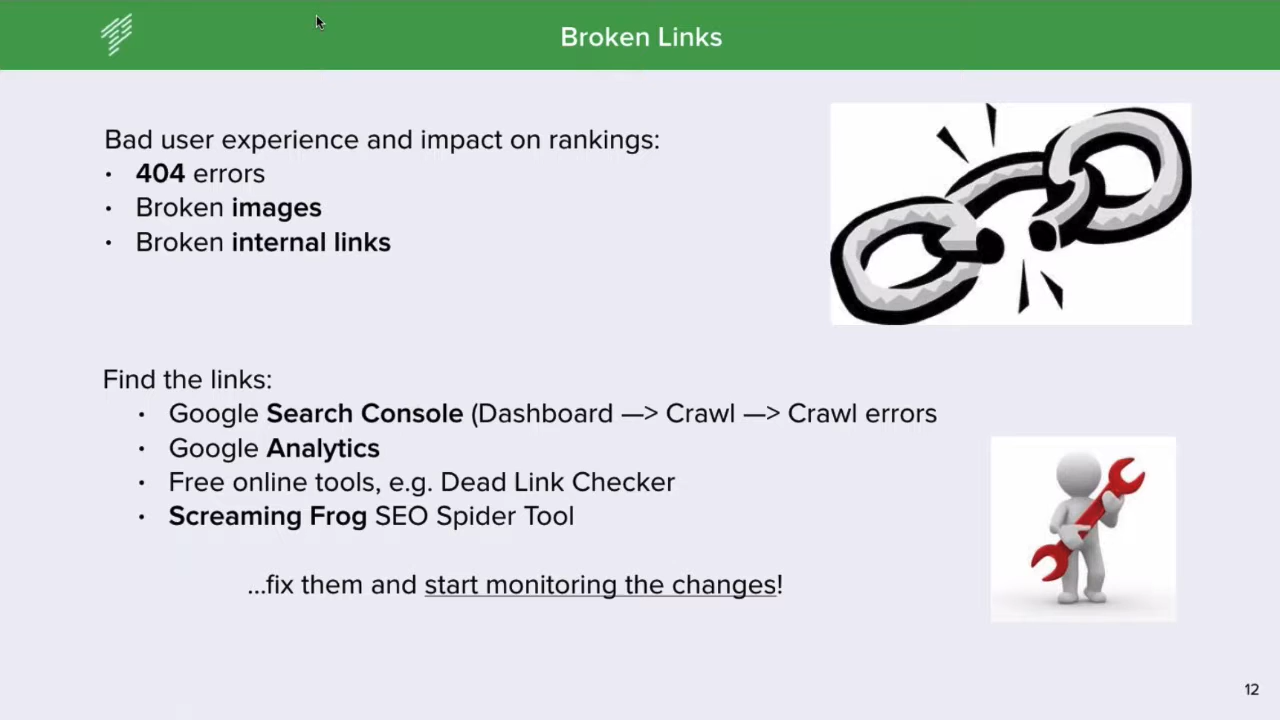 Broken Links
Bad user experience and impact on rankings:
• 404 errors
• Broken images
• Broken internal links
Find the links:
• Google Search Console (Dashboard —> Crawl —> Crawl errors
• Google Analytics
• Free online tools, e.g. Dead Link Checker
• Screaming Frog SEO Spider Tool
...fix them and start monitoring the changes!
12